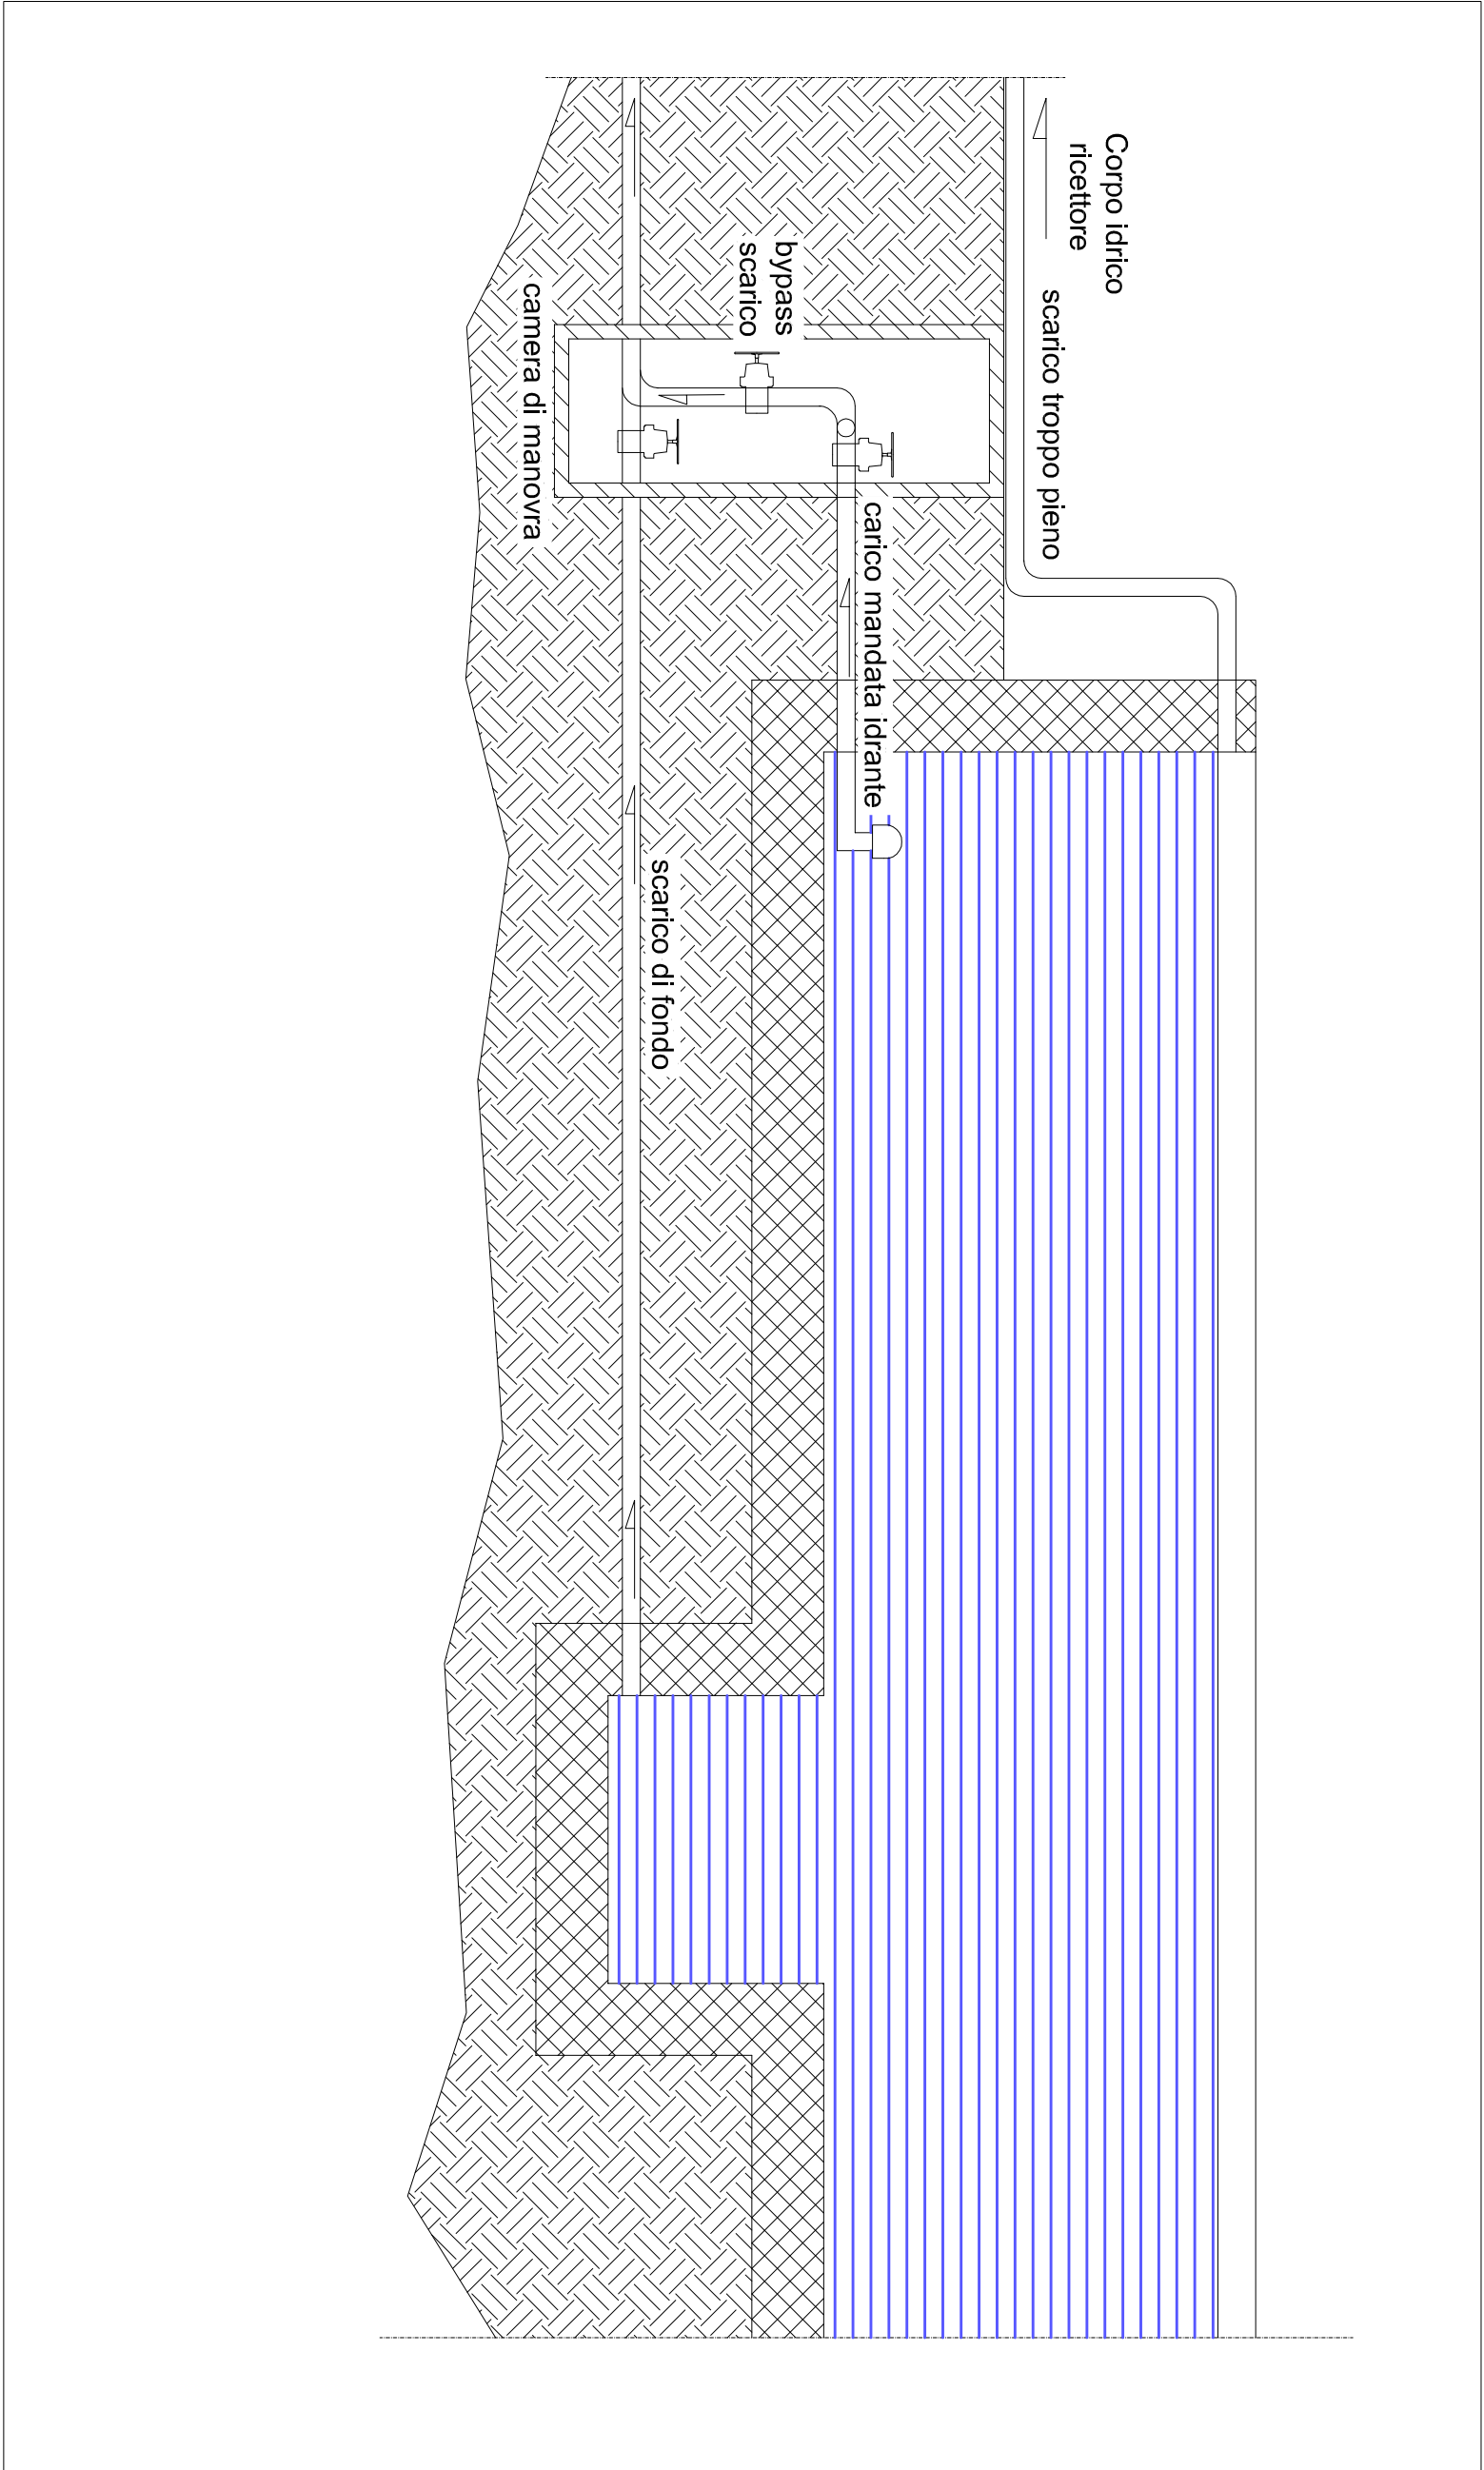 Corpo idrico
ricettore
scarico troppo pieno
bypass
scarico
carico mandata idrante
camera di manovra
scarico di fondo